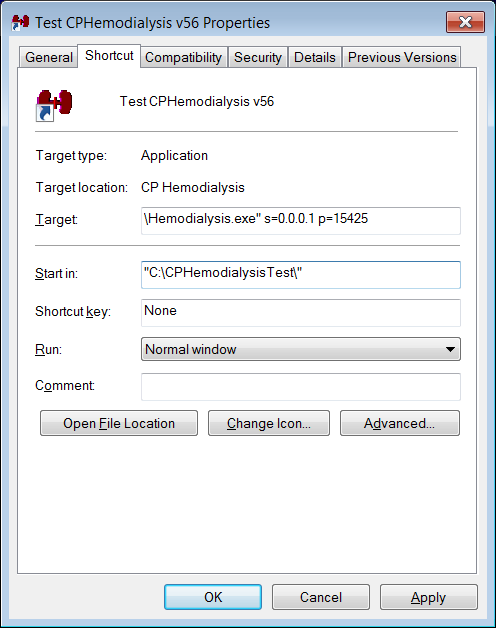 Test CPHemodialysis v56 Properties
General Shortcut Compatibility Security Details Previous Versions
Test CPHemodialysis v56
Target type: Application
Target location: CP Hemodialysis
Target: \Hemodialysis.exe" s=0.0.0.1 p=15425
Start in: "C:\CPHemodialysisTest\"
Shortcut key: None
Run: Normal window
Comment:
Open File Location Change Icon... Advanced...
OK Cancel Apply